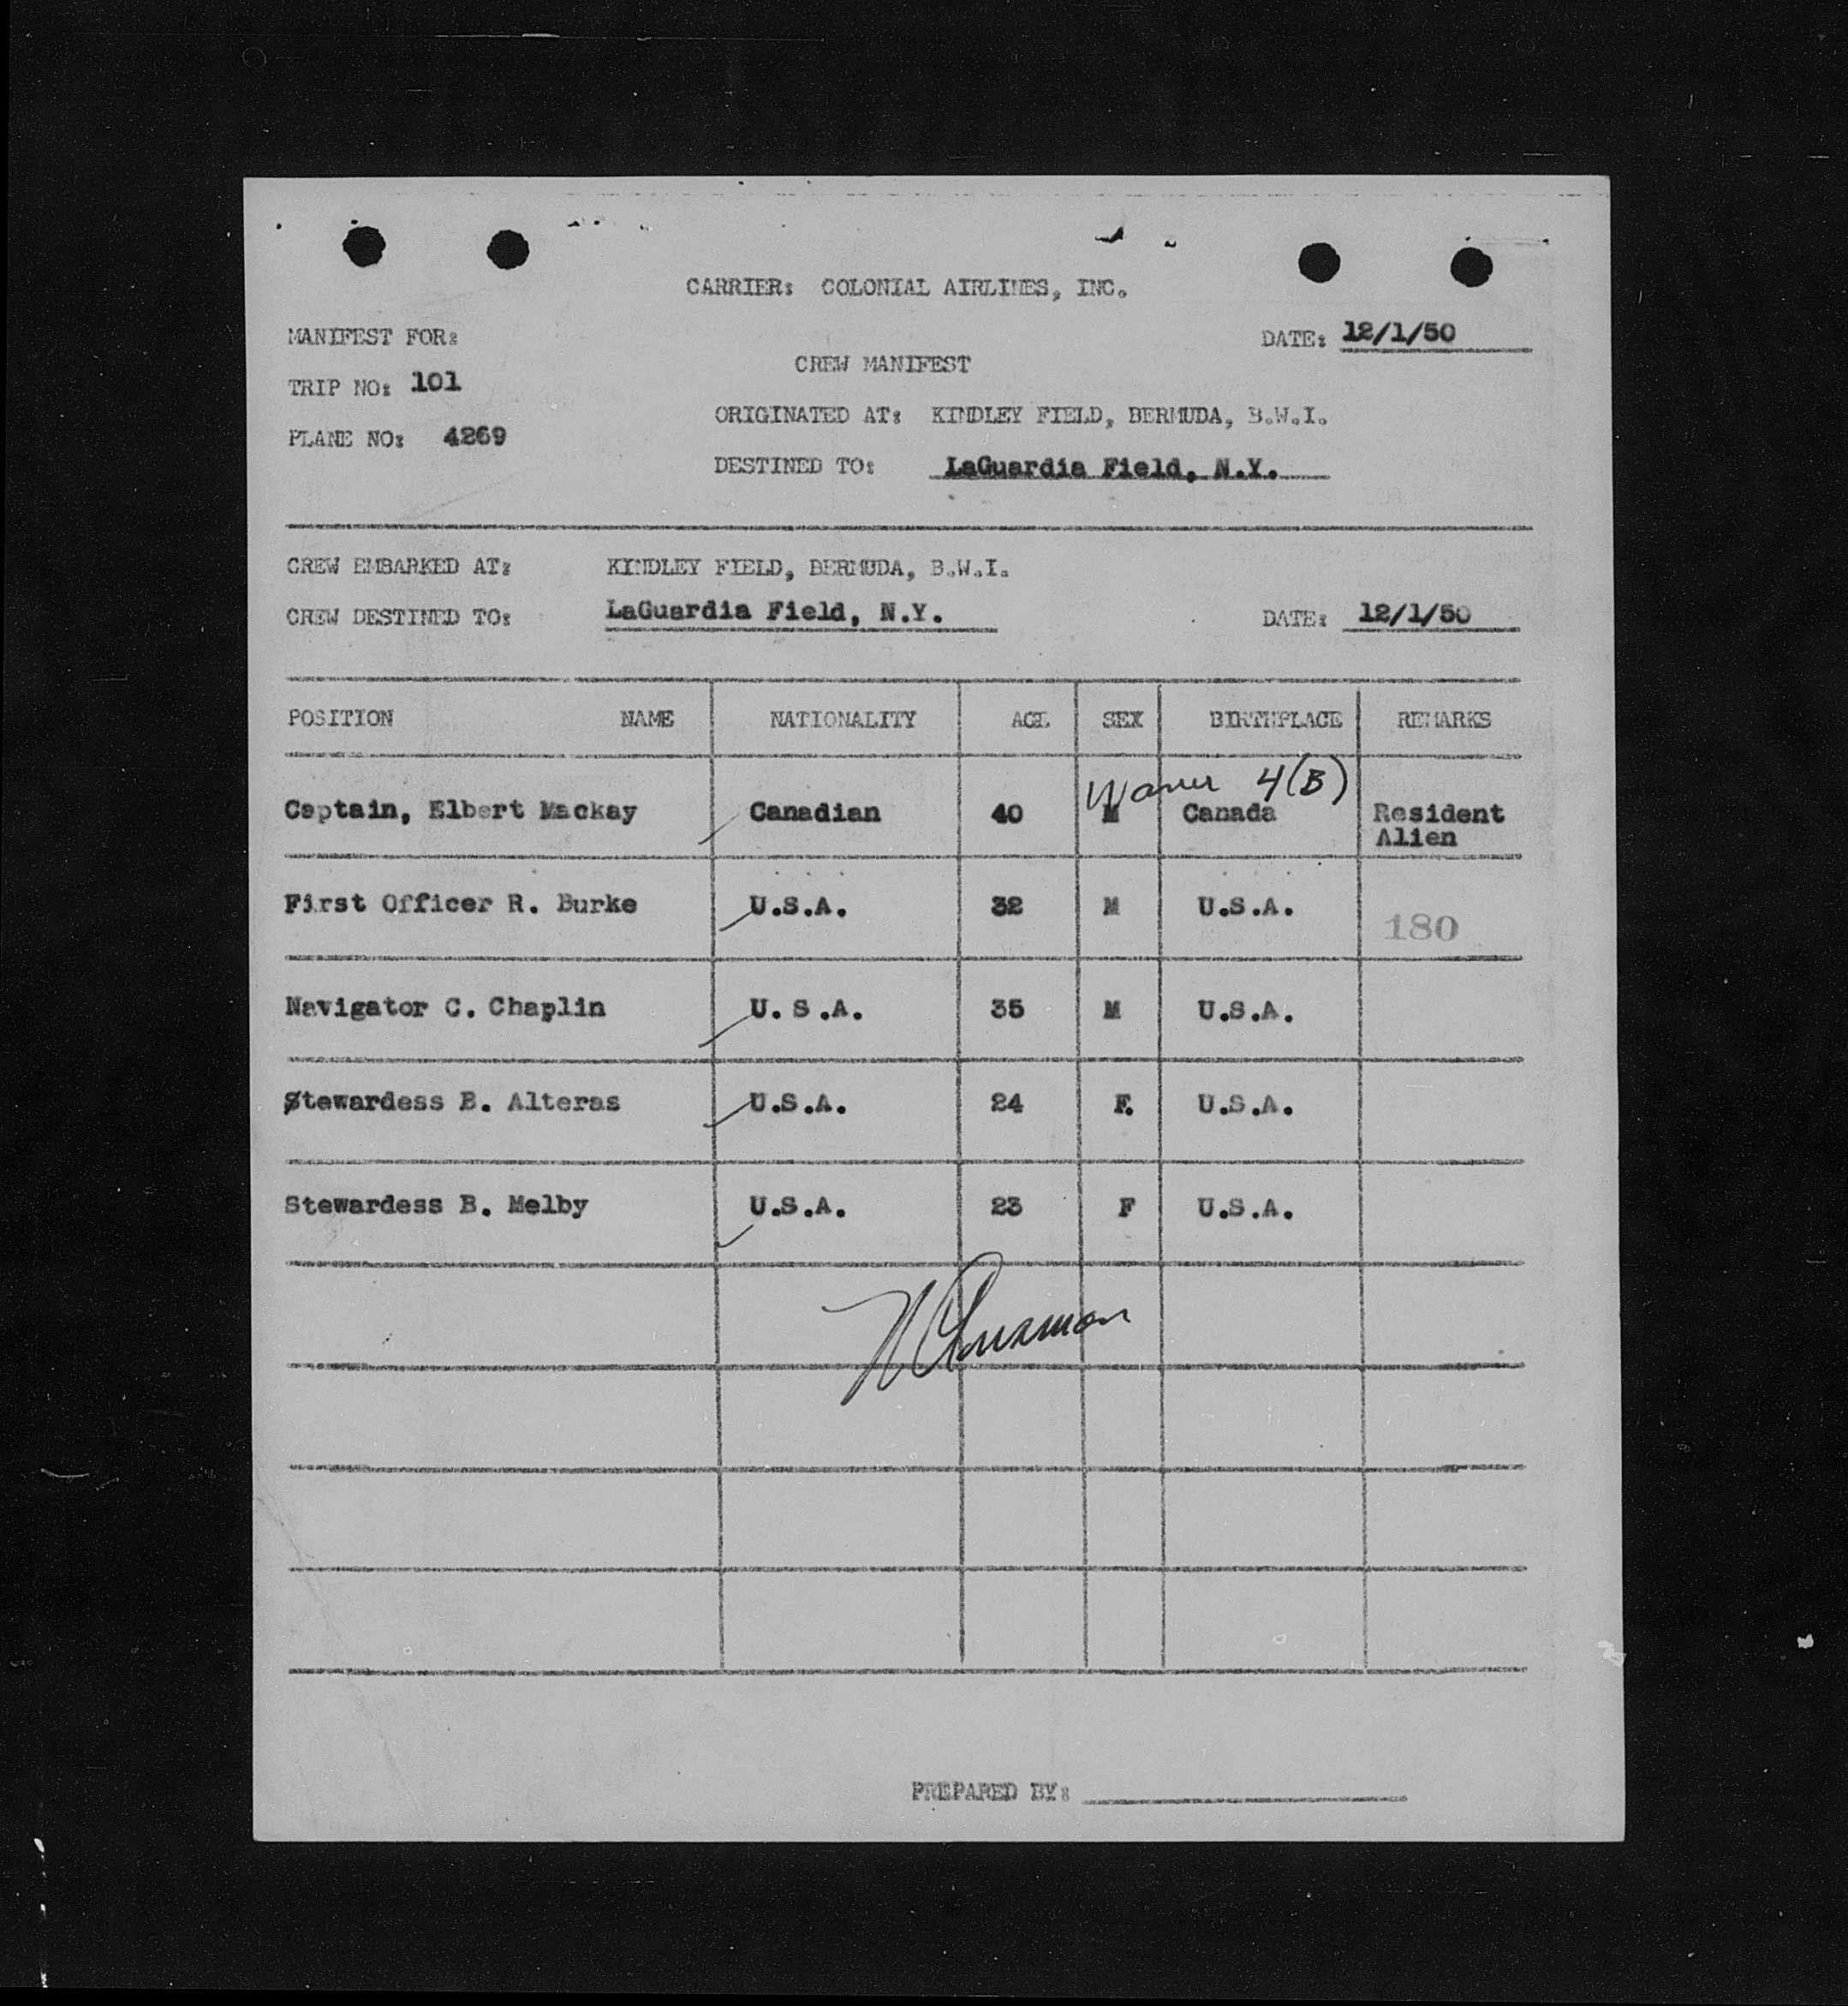 CARRIER: COLONIAL AIRLINES, INC.
MANIFEST FOR:
DATE: 12/1/50
CREW MANIFEST
TRIP NO: 101
ORIGINATED AT: KINDLEY FIELD, BERMUDA, B.W.I.
PLANE NO: 4269
DESTINED TO: LaGuardia Field, N.Y.
CREW EMBARKED AT: KINDLEY FIELD, BERMUDA, B.W.I.
CREW DESTINED TO: LaGuardia Field, N.Y. DATE: 12/1/50
POSITION NAME NATIONALITY AGE SEX BIRTHPLACE REMARKS
Waiver 4(B)
Captain, Elbert Mackay Canadian 40 M Canada Resident
Alien
First Officer R. Burke U.S.A. 32 M U.S.A.
180
Navigator C. Chaplin U. S .A. 35 M U.S.A.
Stewardess B. Alteras U.S.A. 24 F. U.S.A.
Stewardess B. Melby U.S.A. 23 F U.S.A.
PREPARED BY: